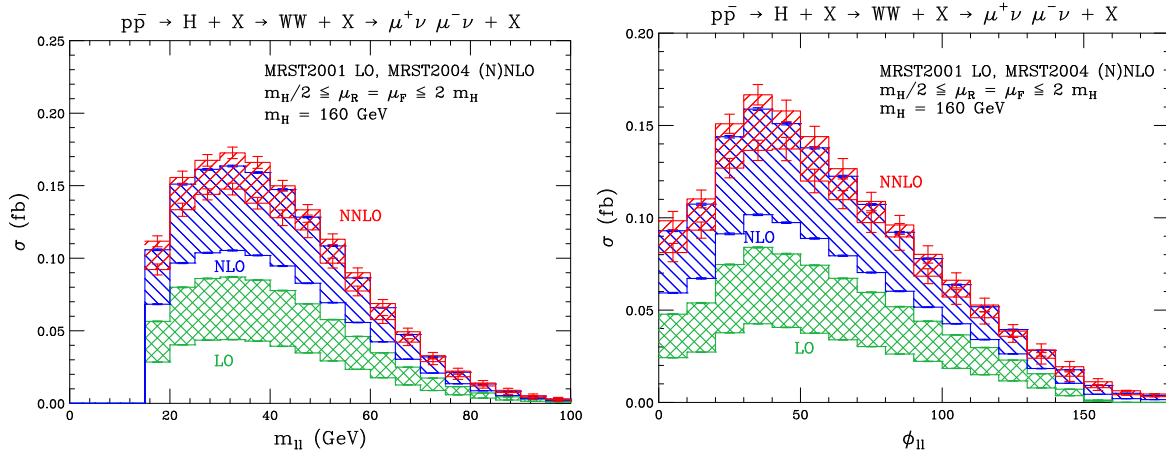 pp̄ → H + X → WW + X → μ⁺ν μ⁻ν + X
0.25
0.20
0.15
0.10
0.05
0.00
σ (fb)
MRST2001 LO, MRST2004 (N)NLO
m_H/2 ≦ μ_R = μ_F ≦ 2 m_H
m_H = 160 GeV
NNLO
NLO
LO
0 20 40 60 80 100
m_ll (GeV)
pp̄ → H + X → WW + X → μ⁺ν μ⁻ν + X
0.20
0.15
0.10
0.05
0.00
σ (fb)
MRST2001 LO, MRST2004 (N)NLO
m_H/2 ≦ μ_R = μ_F ≦ 2 m_H
m_H = 160 GeV
NNLO
NLO
LO
0 50 100 150
ϕ_ll